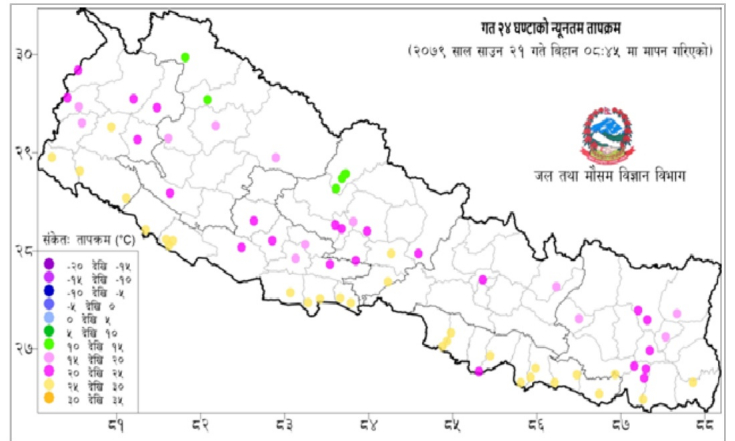 गत २४ घण्टाको न्यूनतम तापक्रम
(२०७९ साल साउन २१ गते बिहान ०८:४५ मा मापन गरिएको)
३०
२९
जल तथा मौसम विज्ञान विभाग
२८
संकेतः तापक्रम (°C)
-२० देखि -१५
-१५ देखि -१०
-१० देखि -५
-५ देखि ०
० देखि ५
५ देखि १०
१० देखि १५
१५ देखि २०
२० देखि २५
२५ देखि ३०
३० देखि ३५
२७
८१ ८२ ८३ ८४ ८५ ८६ ८७ ८८